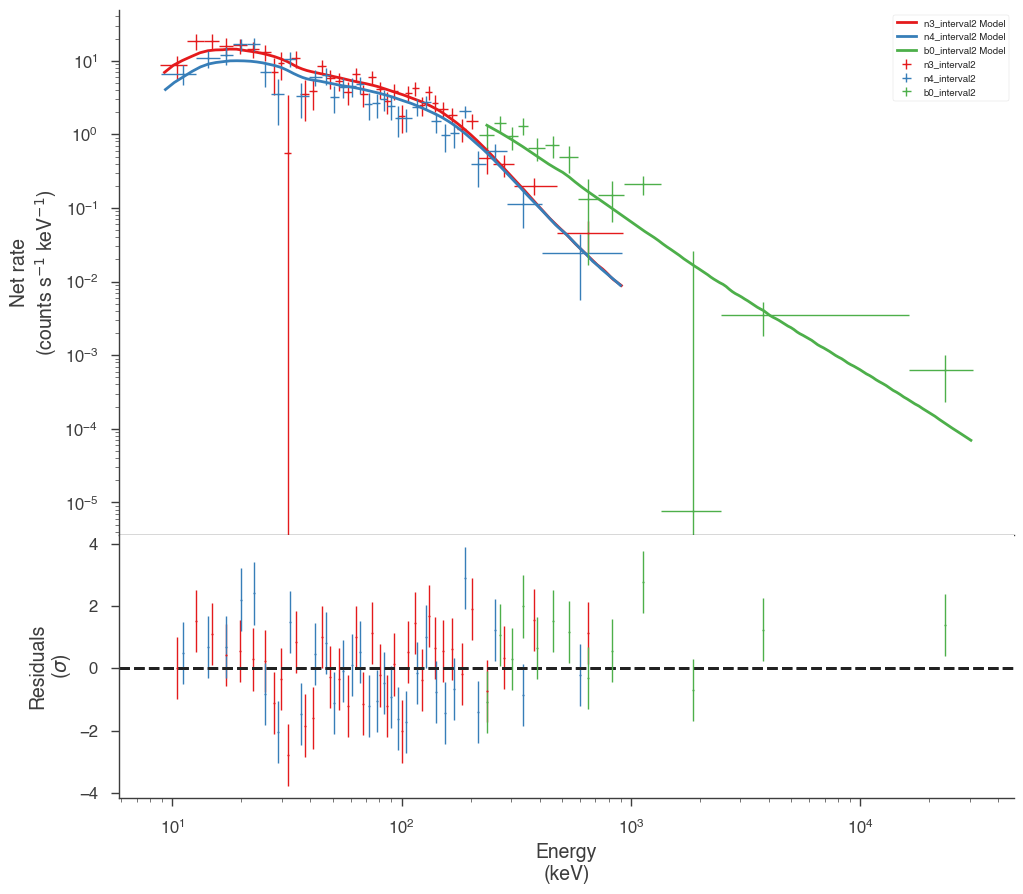 n3_interval2 Model
n4_interval2 Model
b0_interval2 Model
n3_interval2
n4_interval2
b0_interval2
10¹
10⁰
10⁻¹
10⁻²
10⁻³
10⁻⁴
10⁻⁵
Net rate
(counts s⁻¹ keV⁻¹)
4
2
0
−2
−4
Residuals
(σ)
10¹ 10² 10³ 10⁴
Energy
(keV)